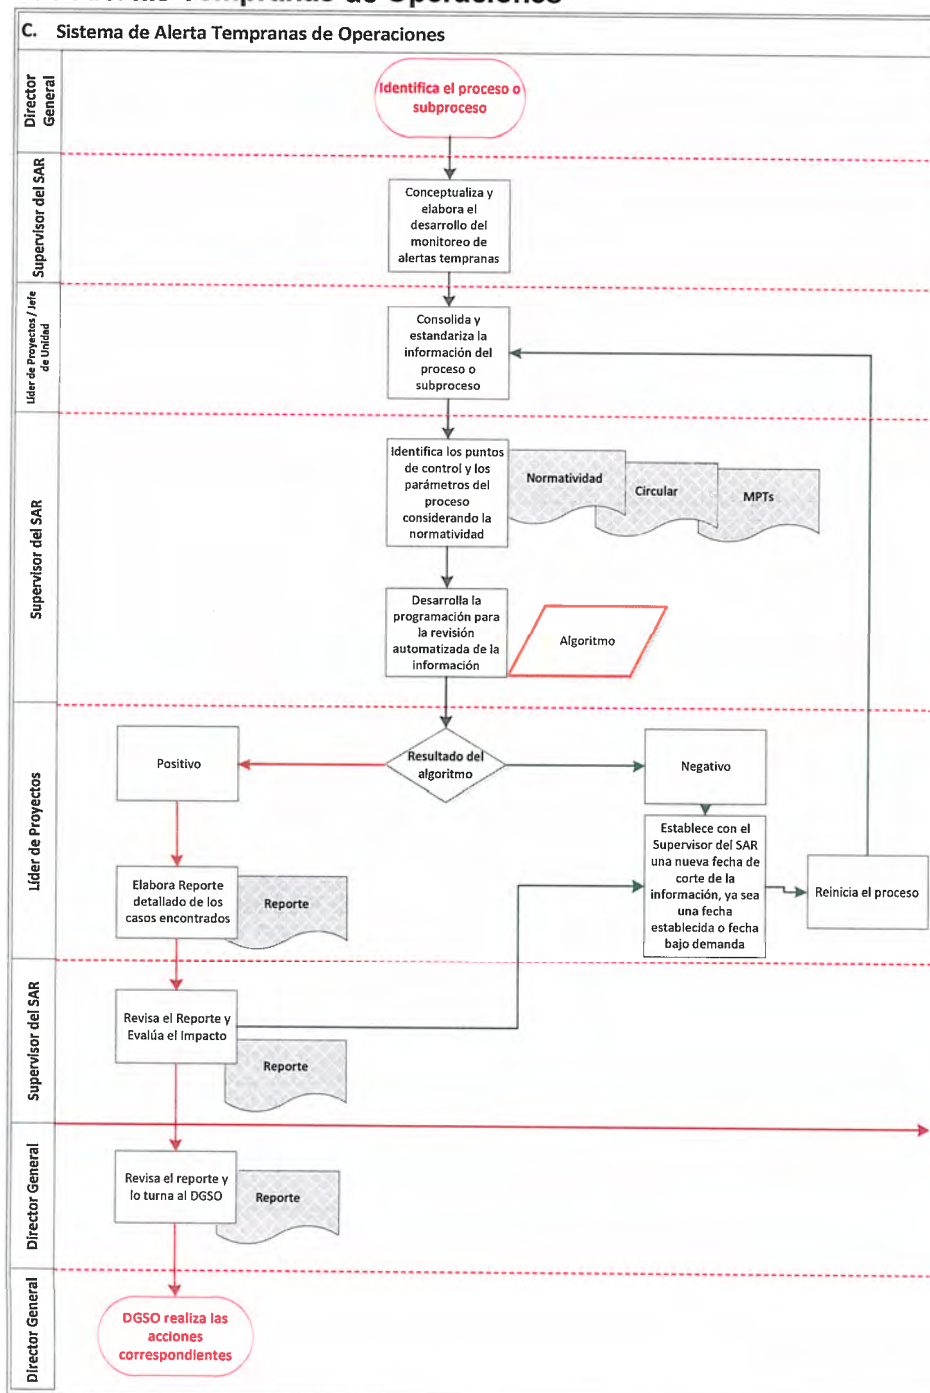 Tempranas de Operaciones
C. Sistema de Alerta Tempranas de Operaciones
Director
General
Identifica el proceso o
subproceso
Supervisor del SAR
Conceptualiza y
elabora el
desarrollo del
monitoreo de
alertas tempranas
Líder de Proyectos / Jefe
de Unidad
Consolida y
estandariza la
información del
proceso o
subproceso
Supervisor del SAR
Identifica los puntos
de control y los
parámetros del
proceso
considerando la
normatividad
Normatividad
Circular
MPTs
Desarrolla la
programación para
la revisión
automatizada de la
información
Algoritmo
Líder de Proyectos
Positivo
Resultado del
algoritmo
Negativo
Elabora Reporte
detallado de los
casos encontrados
Reporte
Establece con el
Supervisor del SAR
una nueva fecha de
corte de la
información, ya sea
una fecha
establecida o fecha
bajo demanda
Reinicia el proceso
Supervisor del SAR
Revisa el Reporte y
Evalúa el Impacto
Reporte
Director General
Revisa el reporte y
lo turna al DGSO
Reporte
Director General
DGSO realiza las
acciones
correspondientes